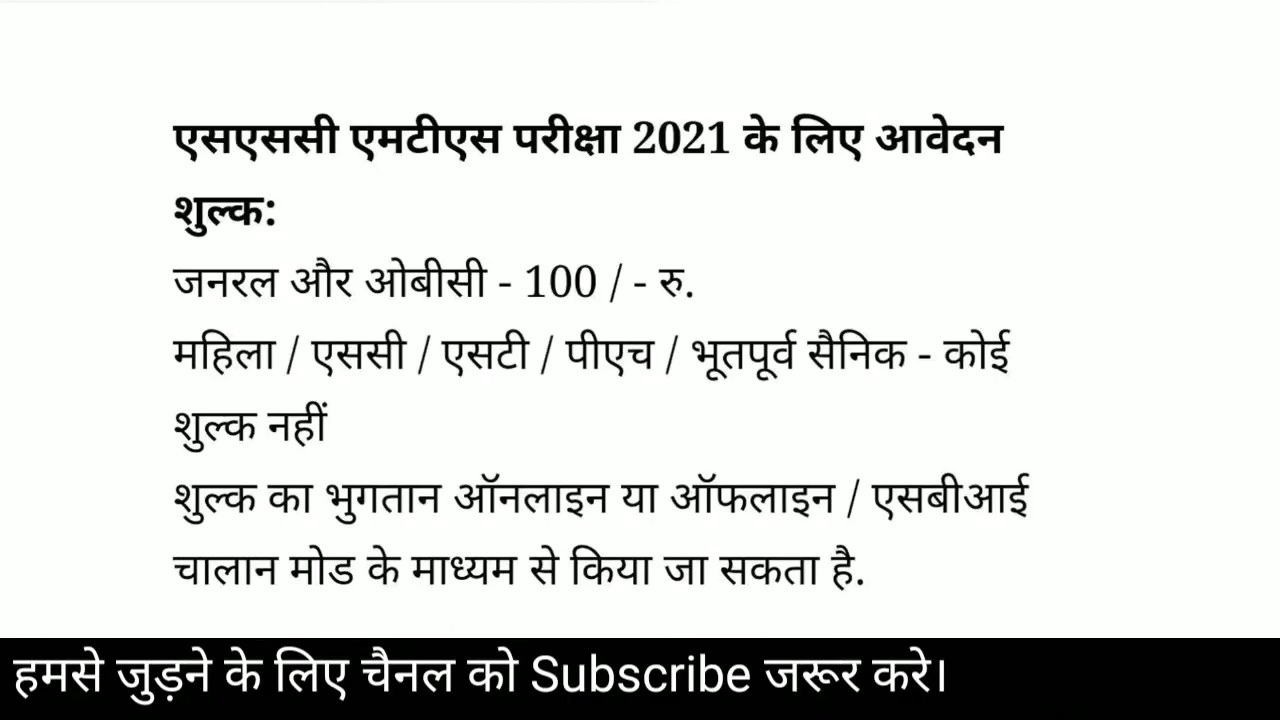 एसएससी एमटीएस परीक्षा 2021 के लिए आवेदन
शुल्क:
जनरल और ओबीसी - 100 / - रु.
महिला / एससी / एसटी / पीएच / भूतपूर्व सैनिक - कोई
शुल्क नहीं
शुल्क का भुगतान ऑनलाइन या ऑफलाइन / एसबीआई
चालान मोड के माध्यम से किया जा सकता है.
हमसे जुड़ने के लिए चैनल को Subscribe जरूर करे।